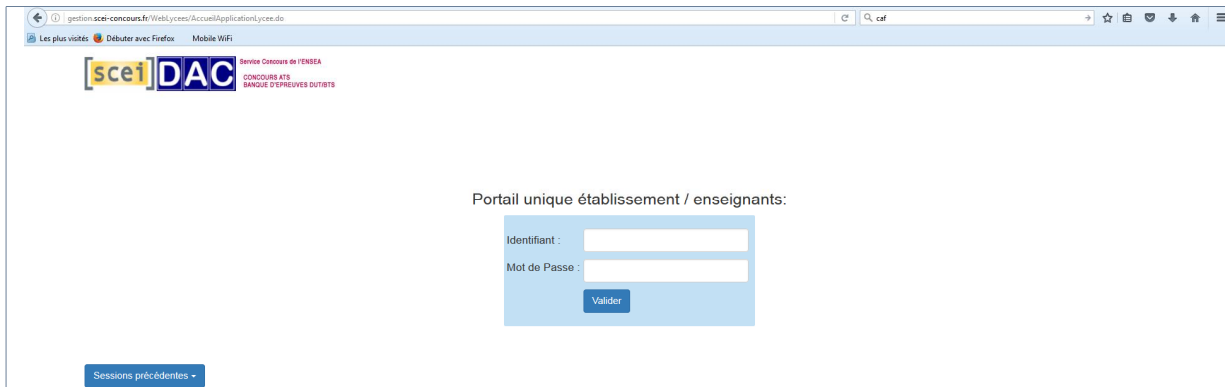 gestion.scei-concours.fr/WebLycees/AccueilApplicationLycee.do
caf
Les plus visités Débuter avec Firefox Mobile WiFi
[scei] DAC
Service Concours de l'ENSEA
CONCOURS ATS
BANQUE D'EPREUVES DUT/BTS
Portail unique établissement / enseignants:
Identifiant :
Mot de Passe :
Valider
Sessions précédentes